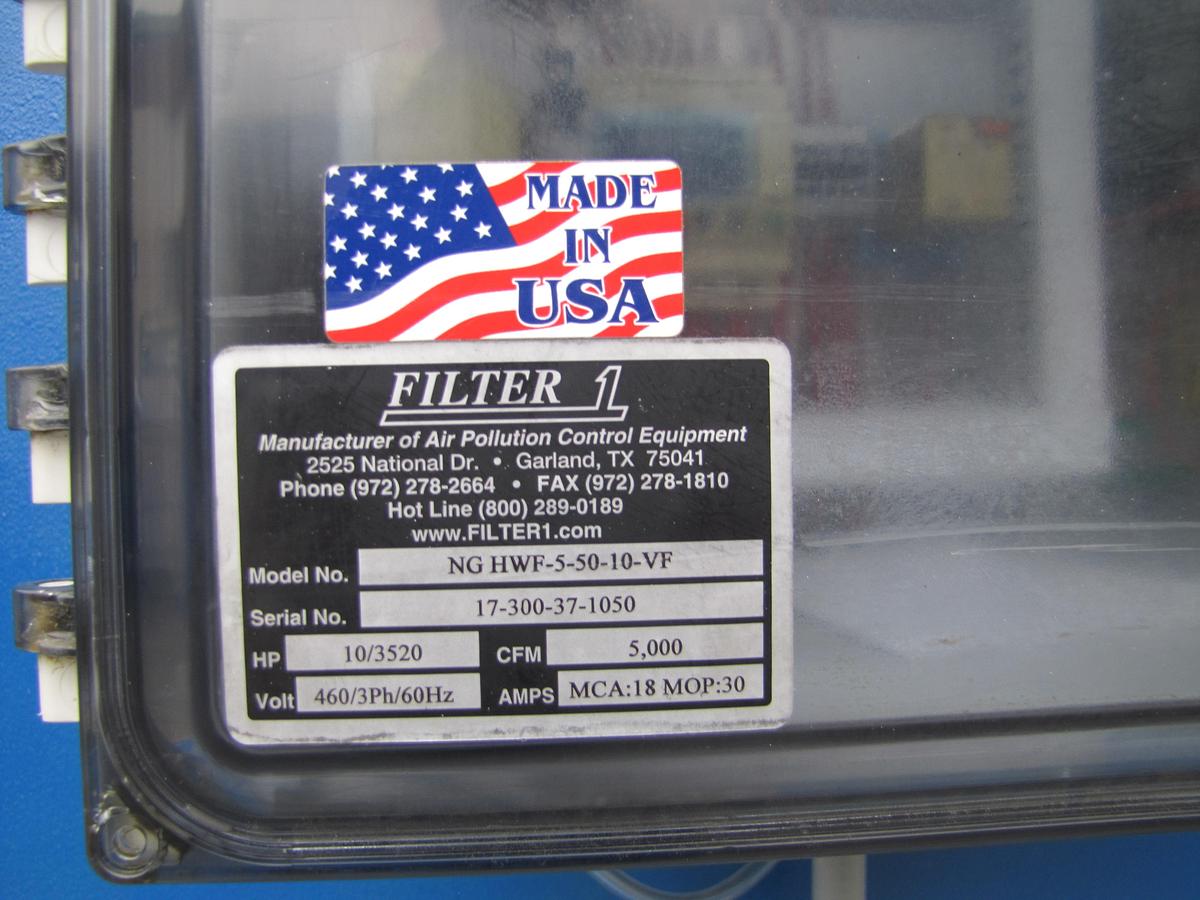 MADE
IN
USA
FILTER 1
Manufacturer of Air Pollution Control Equipment
2525 National Dr. • Garland, TX 75041
Phone (972) 278-2664 • FAX (972) 278-1810
Hot Line (800) 289-0189
www.FILTER1.com
Model No. NG HWF-5-50-10-VF
Serial No. 17-300-37-1050
HP 10/3520 CFM 5,000
Volt 460/3Ph/60Hz AMPS MCA:18 MOP:30